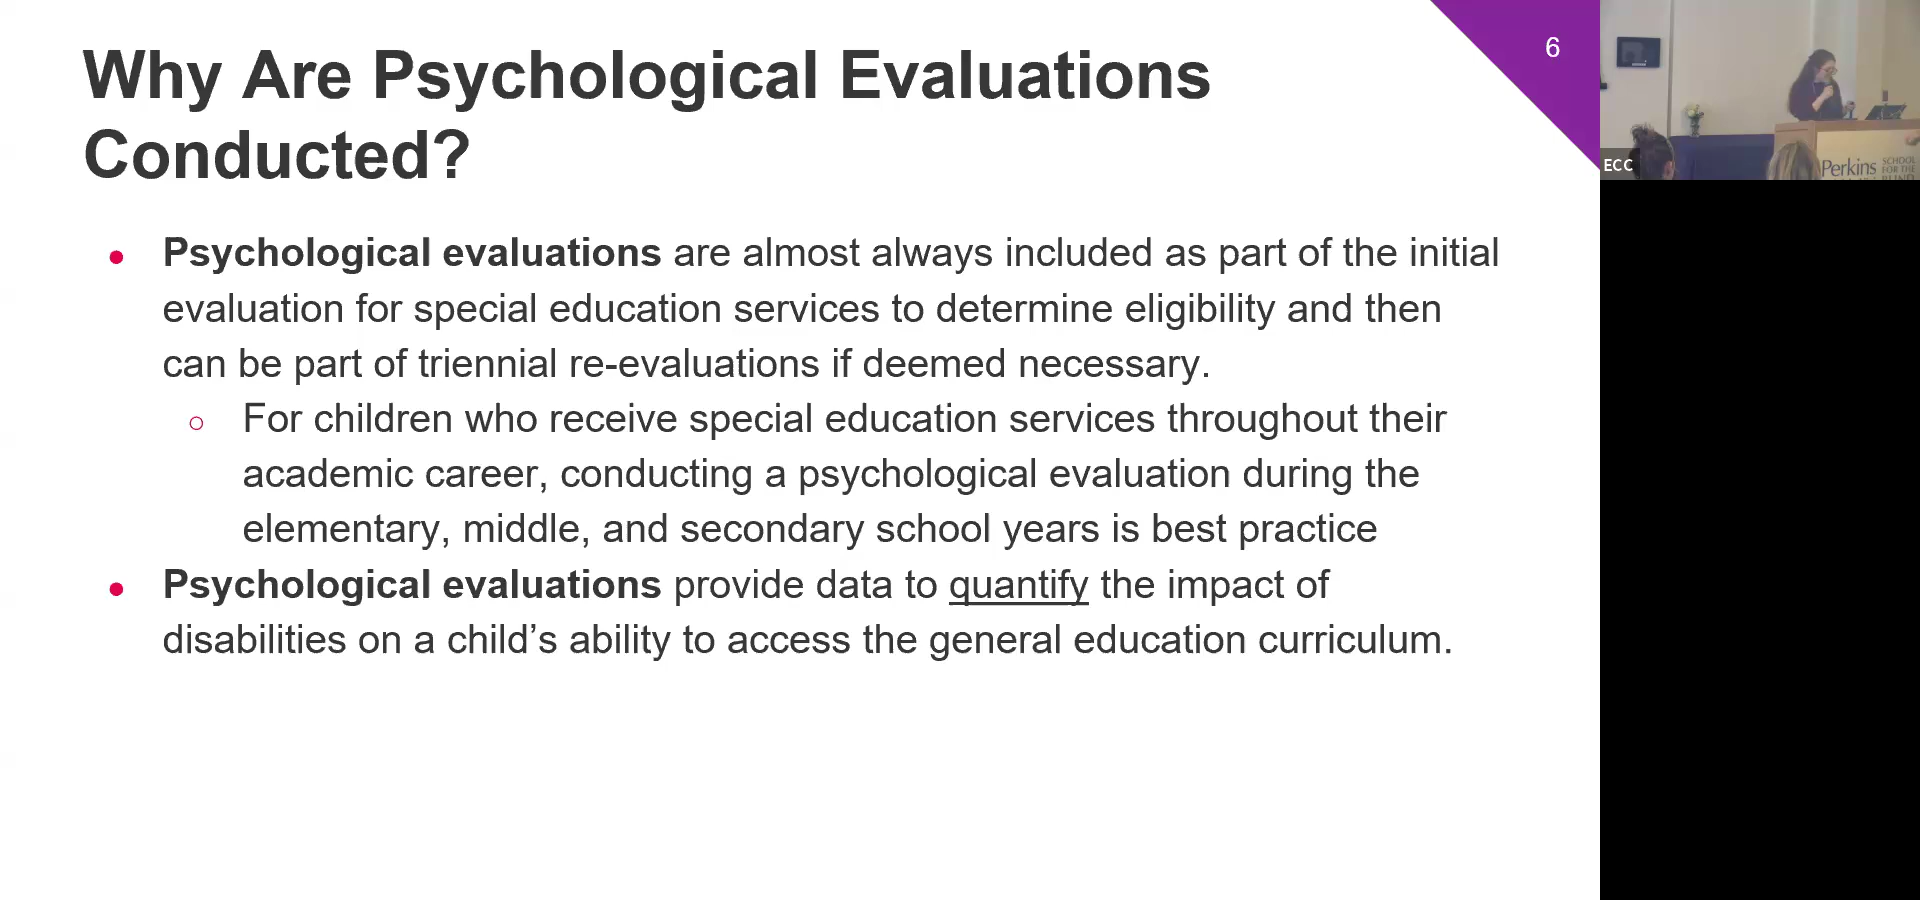 Why Are Psychological Evaluations
Conducted?
6
● Psychological evaluations are almost always included as part of the initial
evaluation for special education services to determine eligibility and then
can be part of triennial re-evaluations if deemed necessary.
○ For children who receive special education services throughout their
academic career, conducting a psychological evaluation during the
elementary, middle, and secondary school years is best practice
● Psychological evaluations provide data to quantify the impact of
disabilities on a child’s ability to access the general education curriculum.
ECC
Perkins
SCHOOL
FOR THE
BLIND